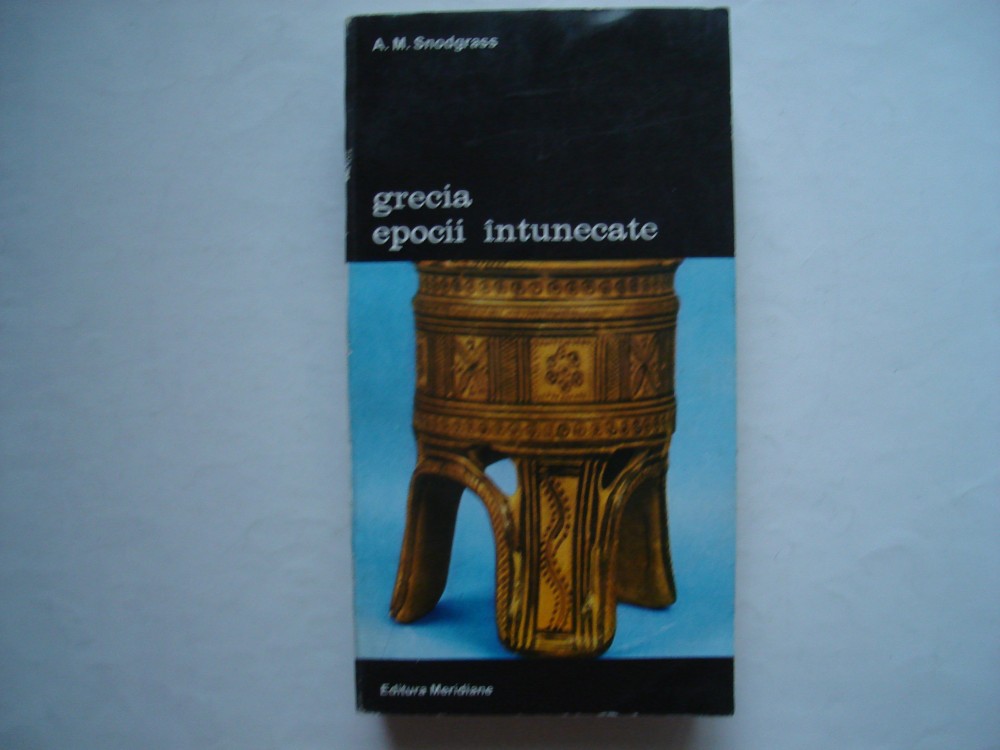 A. M. Snodgrass
grecia
epocii întunecate
Editura Meridiane